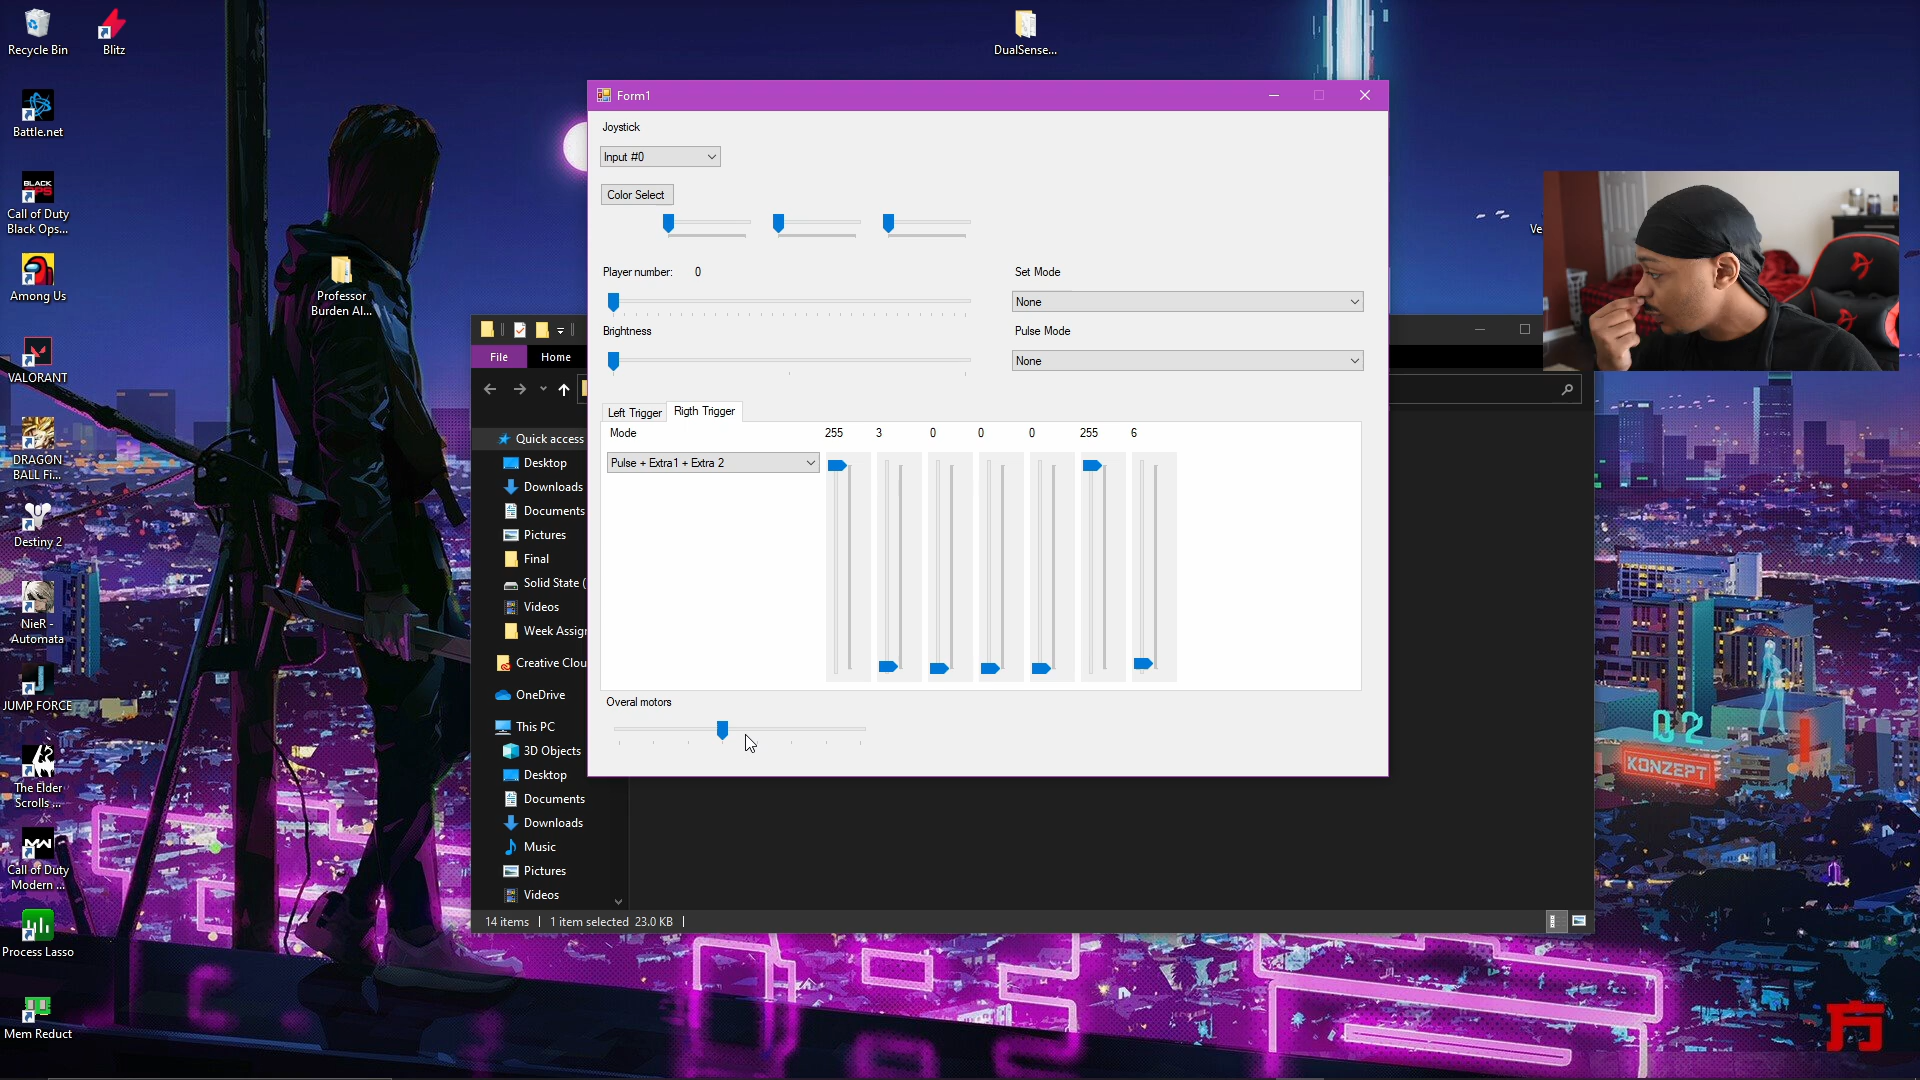 Recycle Bin
Blitz
DualSense...
Battle.net
BLACK
OPS
Call of Duty
Black Ops...
Among Us
VALORANT
DRAGON
BALL Fi...
Destiny 2
NieR -
Automata
JUMP FORCE
The Elder
Scrolls ...
MW
Call of Duty
Modern ...
Process Lasso
Mem Reduct
Professor
Burden Al...
Ve
Form1
Joystick
Input #0
Color Select
Player number: 0
Set Mode
None
Brightness
Pulse Mode
None
Left Trigger
Rigth Trigger
Mode
255 3 0 0 0 255 6
Pulse + Extra1 + Extra 2
Overal motors
File
Home
Quick access
Desktop
Downloads
Documents
Pictures
Final
Solid State (
Videos
Week Assign
Creative Clou
OneDrive
This PC
3D Objects
Desktop
Documents
Downloads
Music
Pictures
Videos
14 items
1 item selected 23.0 KB
02
KONZEPT